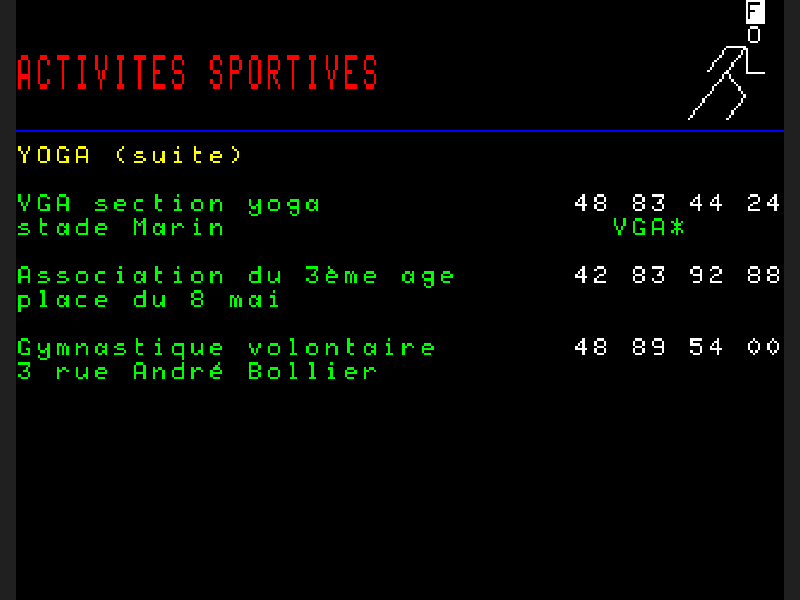 F
ACTIVITES SPORTIVES
YOGA (suite)
VGA section yoga 48 83 44 24
stade Marin VGA*
Association du 3ème age 42 83 92 88
place du 8 mai
Gymnastique volontaire 48 89 54 00
3 rue André Bollier